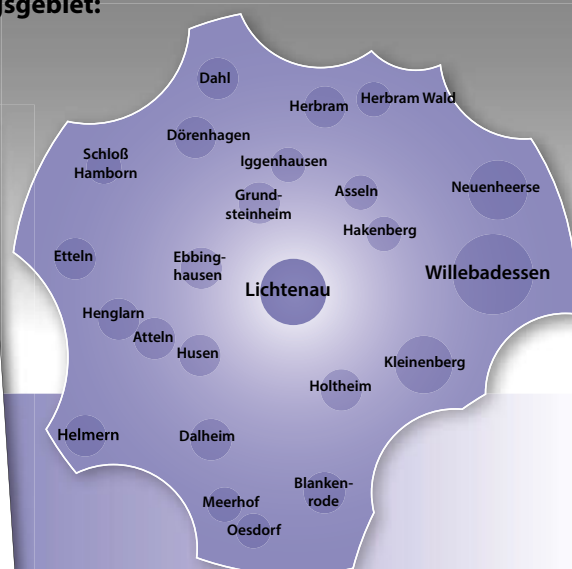 sgebiet:
Dahl
Herbram
Herbram Wald
Dörenhagen
Schloß
Hamborn
Iggenhausen
Grund-
steinheim
Asseln
Neuenheerse
Hakenberg
Etteln
Ebbing-
hausen
Willebadessen
Lichtenau
Henglarn
Atteln
Husen
Kleinenberg
Holtheim
Helmern
Dalheim
Blanken-
rode
Meerhof
Oesdorf